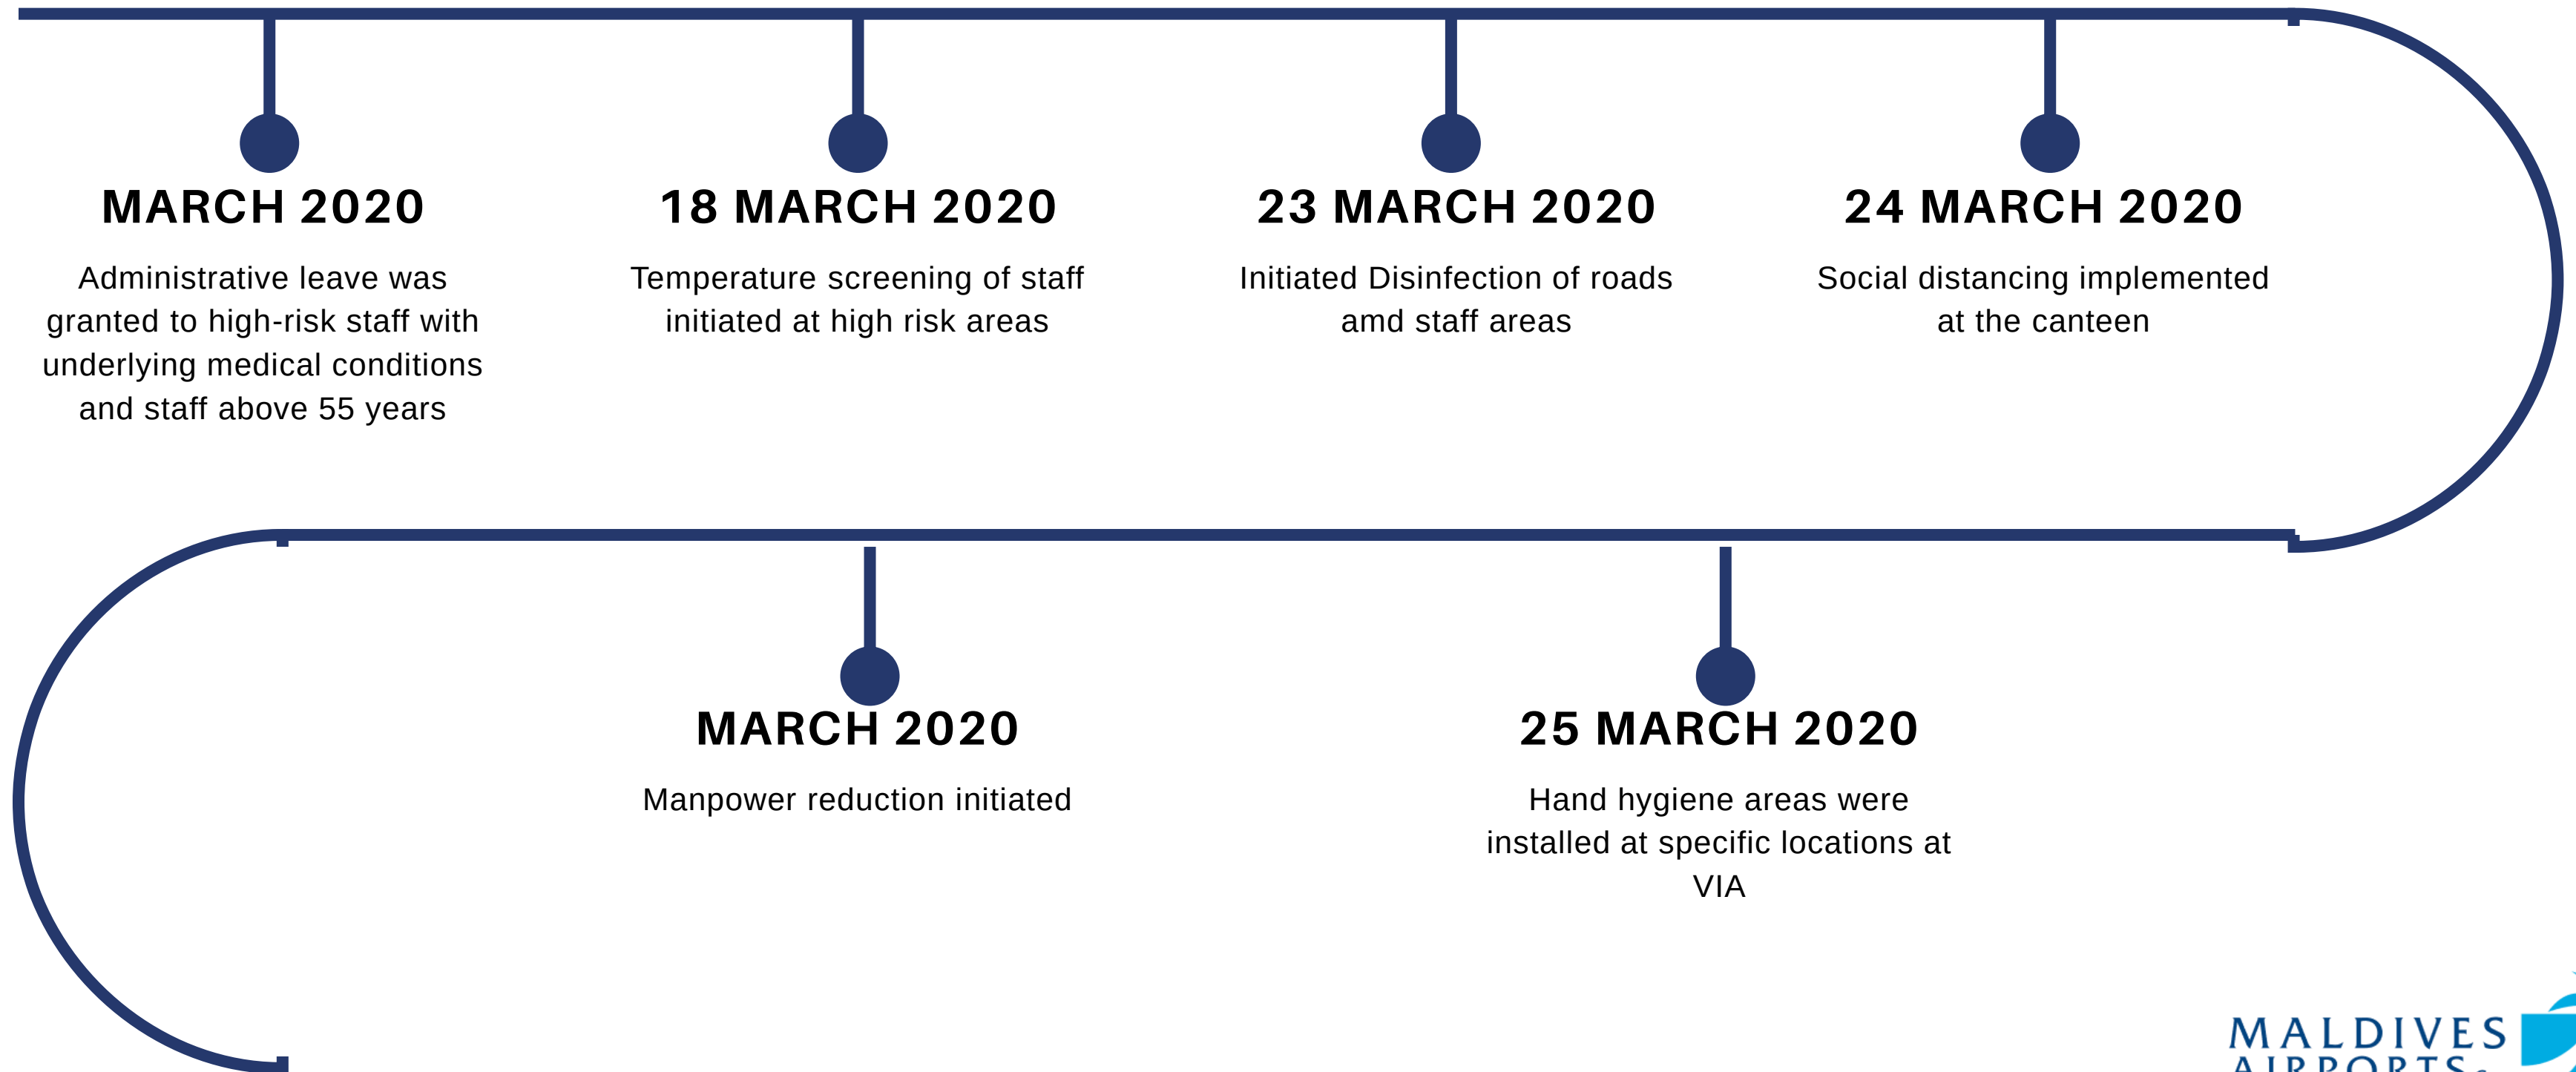 MARCH 2020
Administrative leave was
granted to high-risk staff with
underlying medical conditions
and staff above 55 years
18 MARCH 2020
Temperature screening of staff
initiated at high risk areas
23 MARCH 2020
Initiated Disinfection of roads
amd staff areas
24 MARCH 2020
Social distancing implemented
at the canteen
MARCH 2020
Manpower reduction initiated
25 MARCH 2020
Hand hygiene areas were
installed at specific locations at
VIA
MALDIVES
AIRPORTS